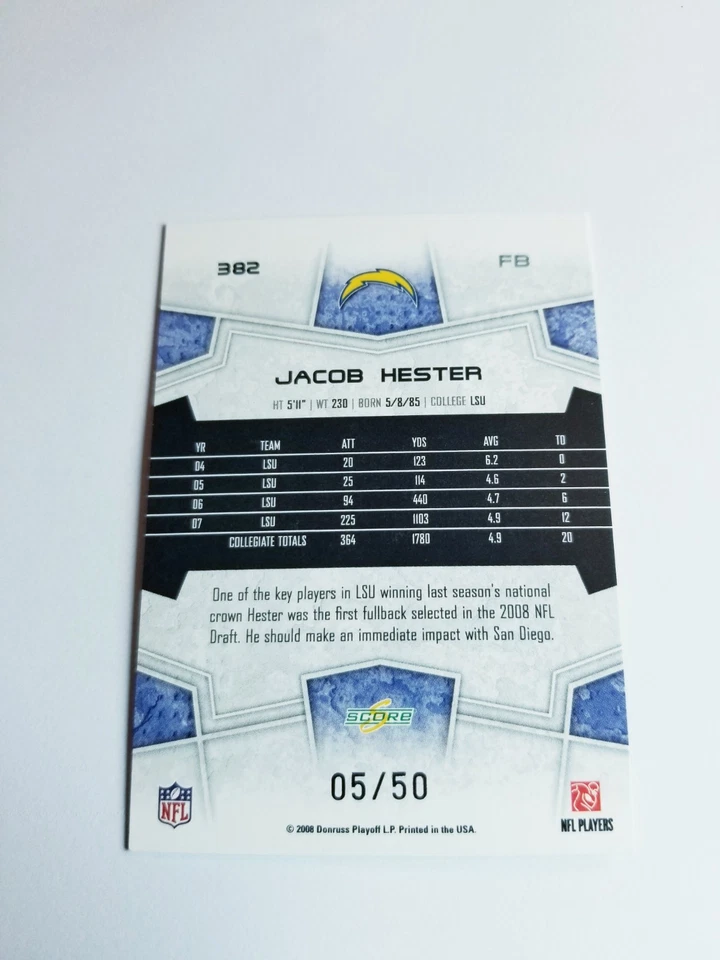 382 FB
JACOB HESTER
HT 5'11" | WT 230 | BORN 5/8/85 | COLLEGE LSU
YR TEAM ATT YDS AVG TD
04 LSU 20 123 6.2 0
05 LSU 25 114 4.6 2
06 LSU 94 440 4.7 6
07 LSU 225 1103 4.9 12
COLLEGIATE TOTALS 364 1780 4.9 20
One of the key players in LSU winning last season's national
crown Hester was the first fullback selected in the 2008 NFL
Draft. He should make an immediate impact with San Diego.
SCORE
05/50
NFL
NFL PLAYERS
© 2008 Donruss Playoff L.P. Printed in the USA.